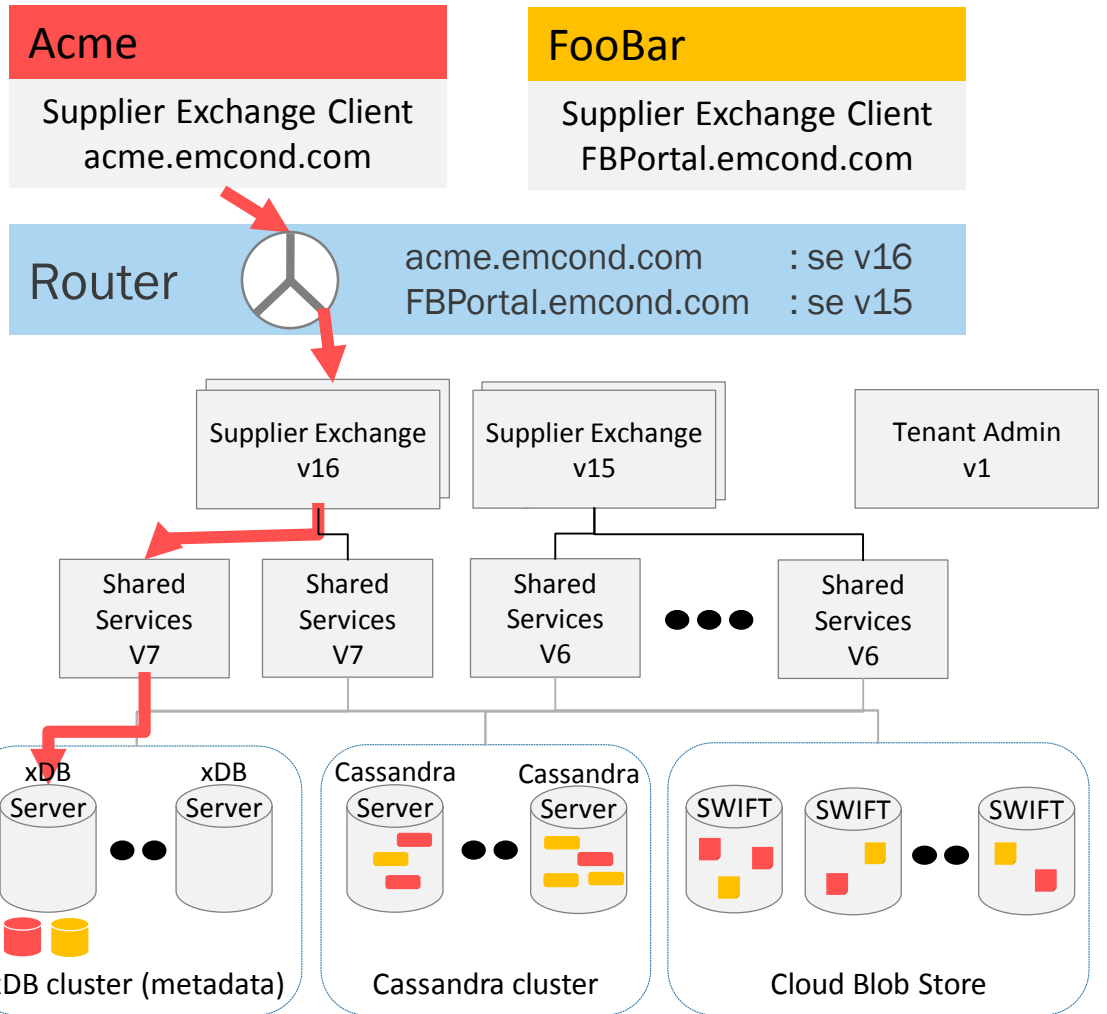 Acme
Supplier Exchange Client
acme.emcond.com
FooBar
Supplier Exchange Client
FBPortal.emcond.com
Router
acme.emcond.com : se v16
FBPortal.emcond.com : se v15
Supplier Exchange
v16
Supplier Exchange
v15
Tenant Admin
v1
Shared
Services
V7
Shared
Services
V7
Shared
Services
V6
Shared
Services
V6
xDB
Server
xDB
Server
Cassandra
Server
Cassandra
Server
SWIFT
SWIFT
SWIFT
DB cluster (metadata)
Cassandra cluster
Cloud Blob Store